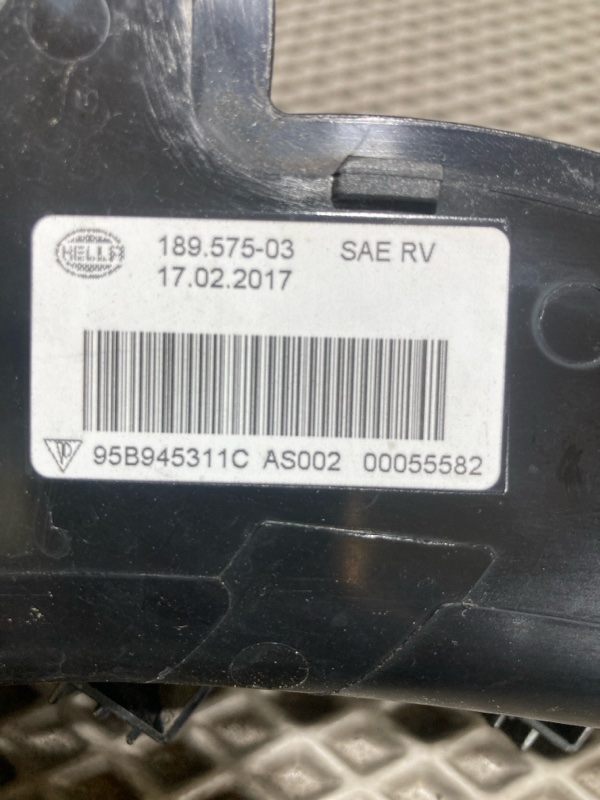 HELLA 189.575-03 SAE RV
17.02.2017
95B945311C AS002 00055582